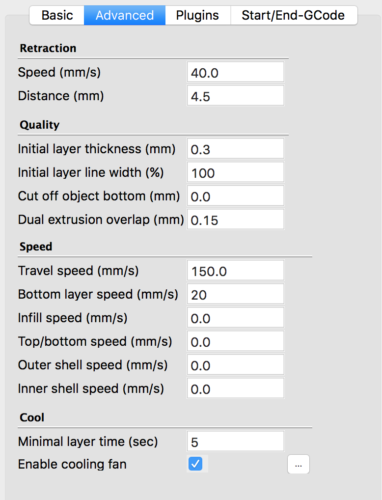 Basic Advanced Plugins Start/End-GCode
Retraction
Speed (mm/s) 40.0
Distance (mm) 4.5
Quality
Initial layer thickness (mm) 0.3
Initial layer line width (%) 100
Cut off object bottom (mm) 0.0
Dual extrusion overlap (mm) 0.15
Speed
Travel speed (mm/s) 150.0
Bottom layer speed (mm/s) 20
Infill speed (mm/s) 0.0
Top/bottom speed (mm/s) 0.0
Outer shell speed (mm/s) 0.0
Inner shell speed (mm/s) 0.0
Cool
Minimal layer time (sec) 5
Enable cooling fan ...